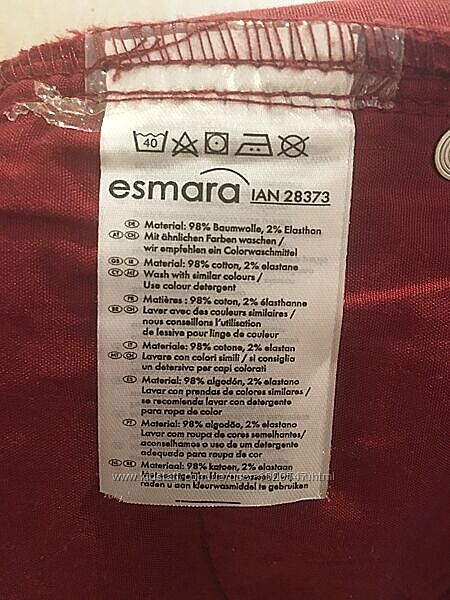 40
esmara IAN 28373
DE Material: 98% Baumwolle, 2% Elasthan
AT CH Mit ähnlichen Farben waschen /
wir empfehlen ein Colorwaschmittel
GB IE Material: 98% cotton, 2% elastane
CY MT Wash with similar colours /
Use colour detergent
FR Matières : 98% coton, 2% élasthanne
BE CH Laver avec des couleurs similaires /
nous conseillons l'utilisation
de lessive pour linge de couleur
IT Materiale: 98% cotone, 2% elastan
MT CH Lavare con colori simili / si consiglia
un detersivo per capi colorati
ES Material: 98% algodón, 2% elastano
Lavar con prendas de colores similares /
se recomienda lavar con detergente
para ropa de color
PT Material: 98% algodão, 2% elastano
Lavar com roupa de cores semelhantes/
aconselhamos o uso de um detergente
adequado para roupa de cor
NL BE Materiaal: 98% katoen, 2% elastaan
raden u aan kleurwasmiddel te gebruiken